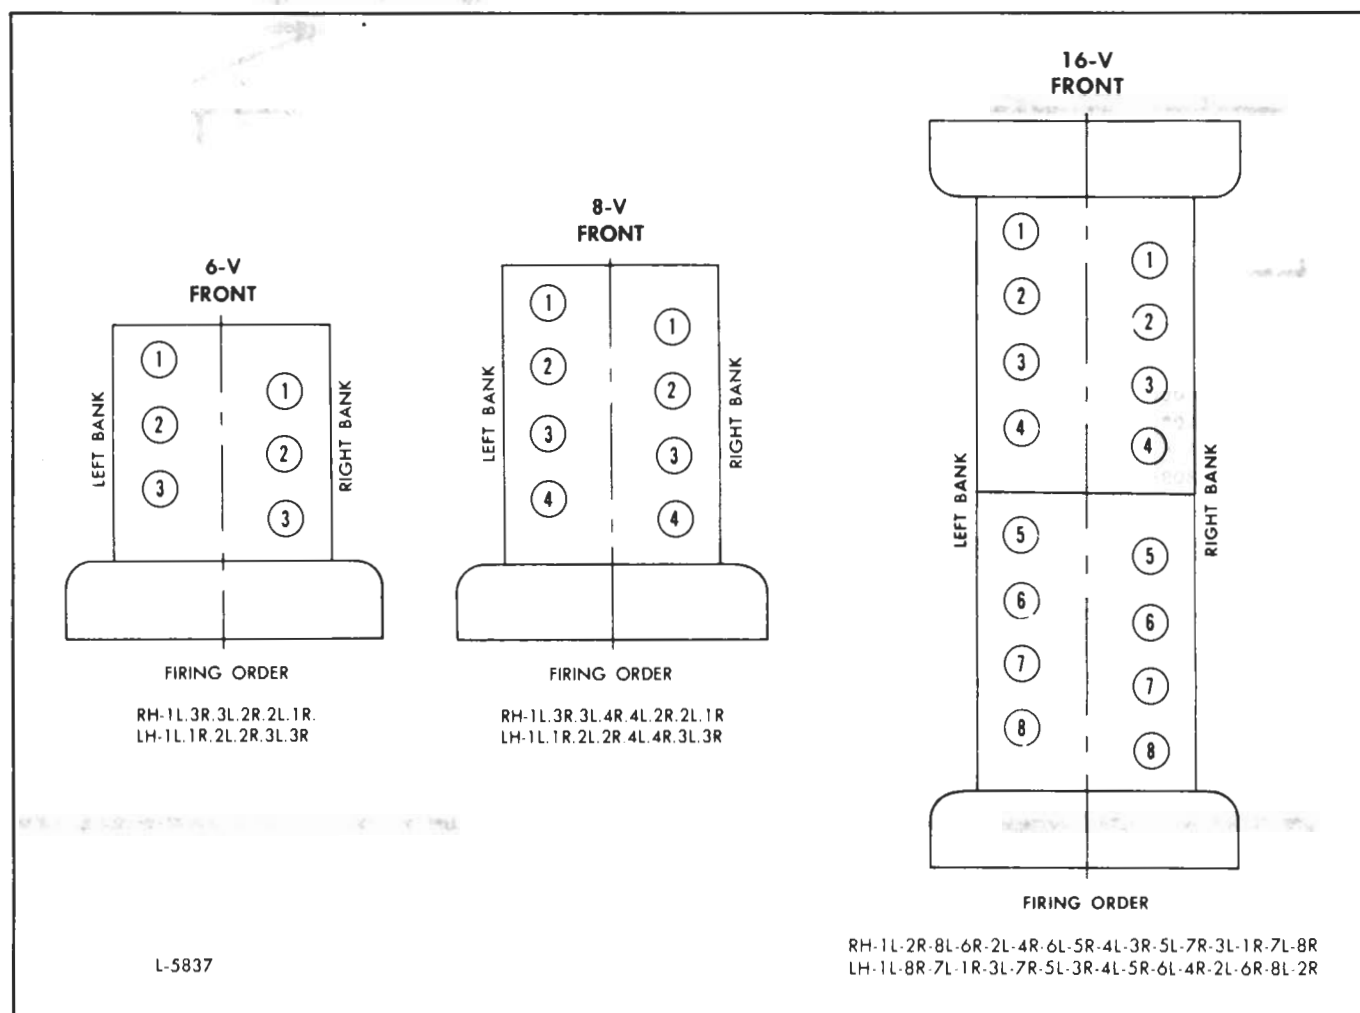 6-V
FRONT
LEFT BANK
1
2
3
1
2
3
RIGHT BANK
FIRING ORDER
RH-1L.3R.3L.2R.2L.1R.
LH-1L.1R.2L.2R.3L.3R
8-V
FRONT
LEFT BANK
1
2
3
4
1
2
3
4
RIGHT BANK
FIRING ORDER
RH-1L.3R.3L.4R.4L.2R.2L.1R
LH-1L.1R.2L.2R.4L.4R.3L.3R
16-V
FRONT
LEFT BANK
1
2
3
4
5
6
7
8
1
2
3
4
5
6
7
8
RIGHT BANK
FIRING ORDER
RH-1L-2R-8L-6R-2L-4R-6L-5R-4L-3R-5L-7R-3L-1R-7L-8R
LH-1L-8R-7L-1R-3L-7R-5L-3R-4L-5R-6L-4R-2L-6R-8L-2R
L-5837